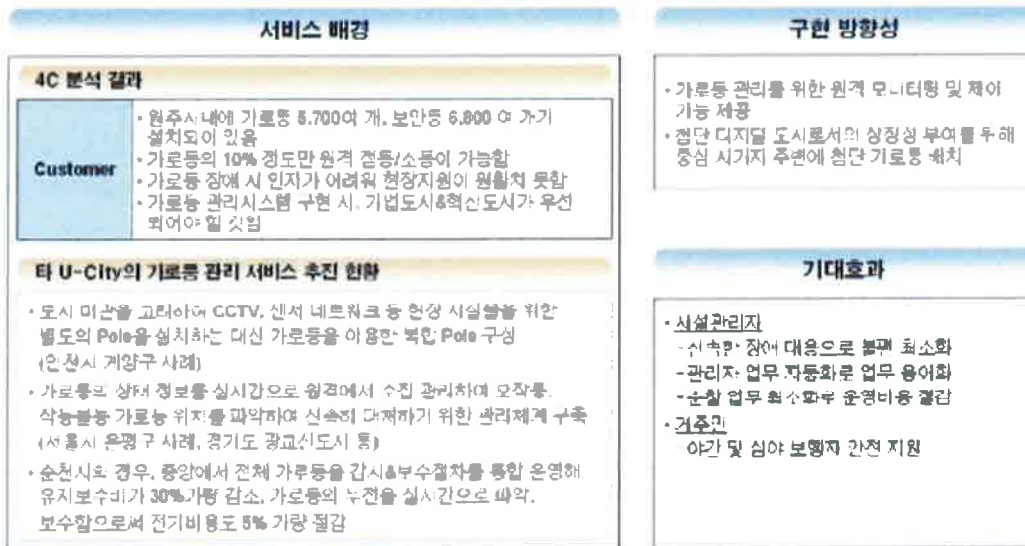 서비스 배경
4C 분석 결과
Customer
• 원주시 내에 가로등 5,700여 개, 보안등 6,800 여 개가
설치되어 있음
• 가로등의 10% 정도만 원격 점등/소등이 가능함
• 가로등 장애 시 인지가 어려워 현장지원이 원활치 못함
• 가로등 관리시스템 구현 시, 기업도시&혁신도시가 우선
되어야 할 것임
타 U-City의 가로등 관리 서비스 추진 현황
• 도시 미관을 고려하여 CCTV, 센서 네트워크 등 현장 시설물을 위한
별도의 Pole을 설치하는 대신 가로등을 이용한 복합 Pole 구성
(인천시 계양구 사례)
• 가로등의 상태 정보를 실시간으로 원격에서 수집 관리하여 오작동,
작동불능 가로등 위치를 파악하여 신속히 대처하기 위한 관리체계 구축
(서울시 은평구 사례, 경기도 광교신도시 등)
• 순천시의 경우, 중앙에서 전체 가로등을 감시&보수절차를 통합 운영해
유지보수비가 30%가량 감소, 가로등의 누전을 실시간으로 파악,
보수함으로써 전기비용도 5% 가량 절감
구현 방향성
• 가로등 관리를 위한 원격 모니터링 및 제어
기능 제공
• 첨단 디지털 도시로서의 상징성 부여를 위해
중심 시가지 주변에 첨단 가로등 배치
기대효과
• 시설관리자
- 신속한 장애 대응으로 불편 최소화
- 관리자 업무 자동화로 업무 용이화
- 순찰 업무 최소화로 운영비용 절감
• 거주민
야간 및 심야 보행자 안전 지원